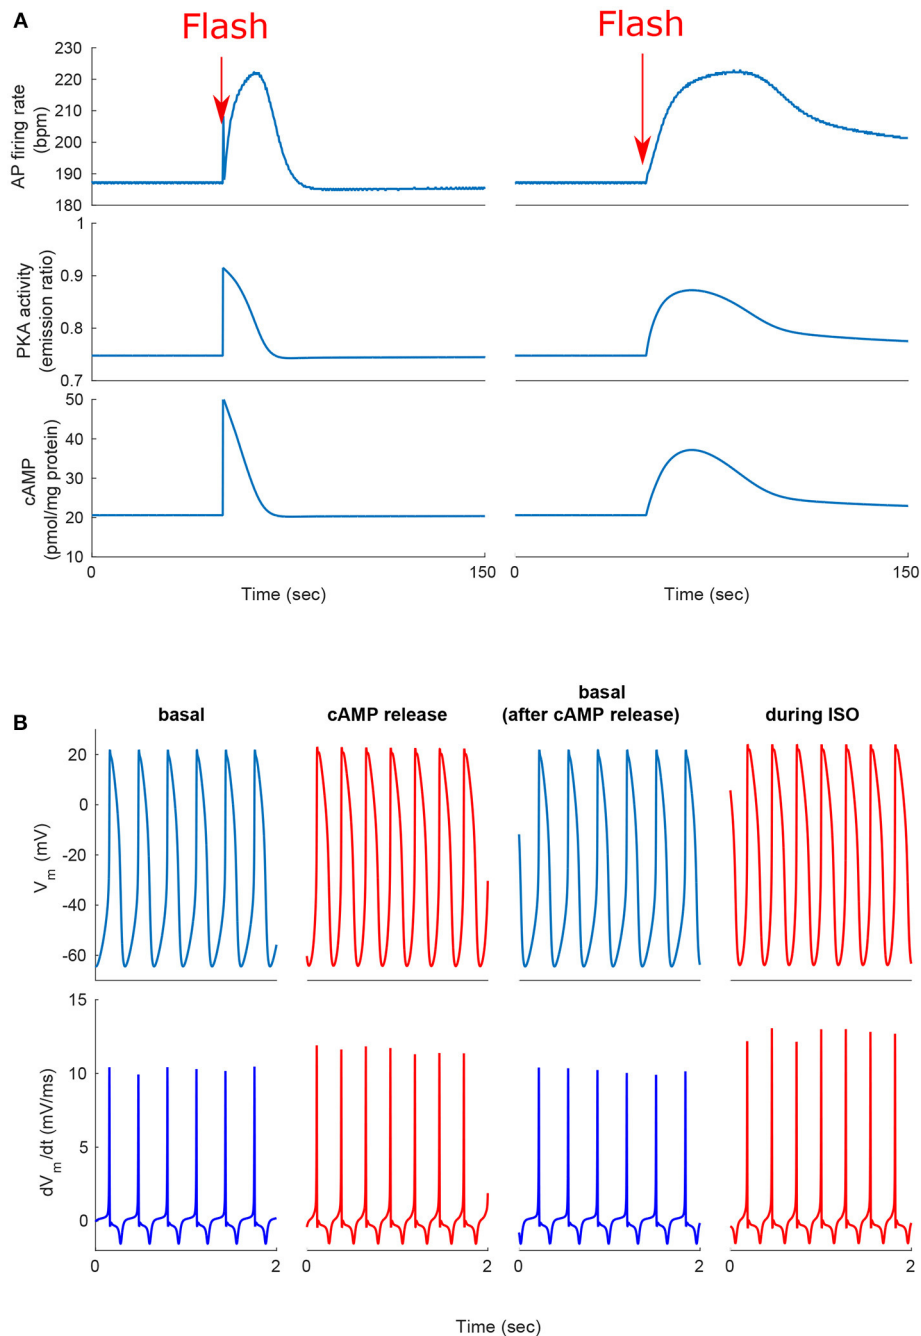 A
Flash
Flash
AP firing rate
(bpm)
230
220
210
200
190
180
PKA activity
(emission ratio)
1
0.9
0.8
0.7
cAMP
(pmol/mg protein)
50
40
30
20
10
0
150
0
150
Time (sec)
Time (sec)
B
basal
cAMP release
basal
(after cAMP release)
during ISO
Vm (mV)
20
0
-20
-40
-60
dVm/dt (mV/ms)
15
10
5
0
0
2
0
2
0
2
0
2
Time (sec)